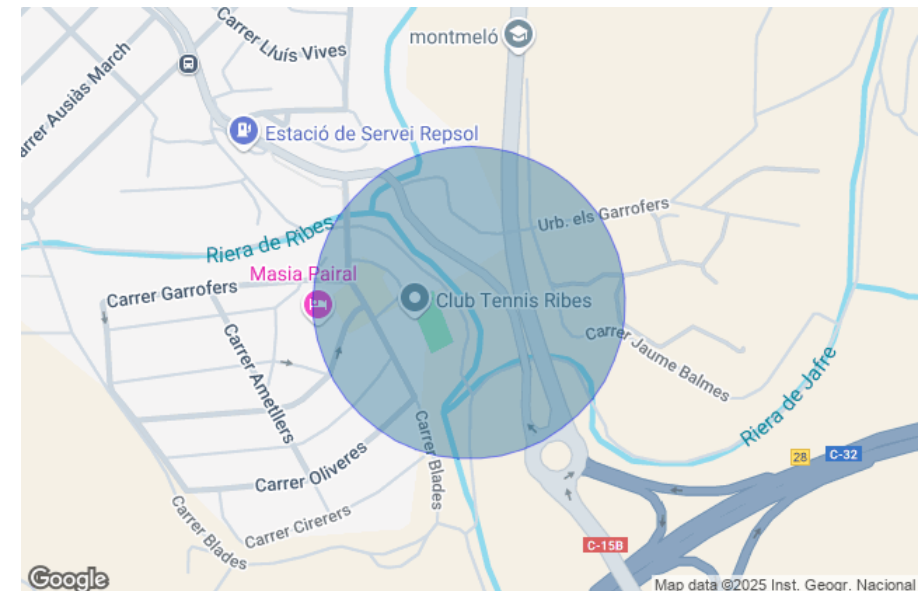 Carrer Lluís Vives
montmeló
Carrer Ausiàs March
Estació de Servei Repsol
Urb. els Garrofers
Riera de Ribes
Masia Pairal
Carrer Garrofers
Club Tennis Ribes
Carrer Jaume Balmes
Carrer Ametllers
Riera de Jafre
Carrer Blades
28
C-32
Carrer Oliveres
Carrer Cirerers
Carrer Blades
C-15B
Google
Map data ©2025 Inst. Geogr. Nacional